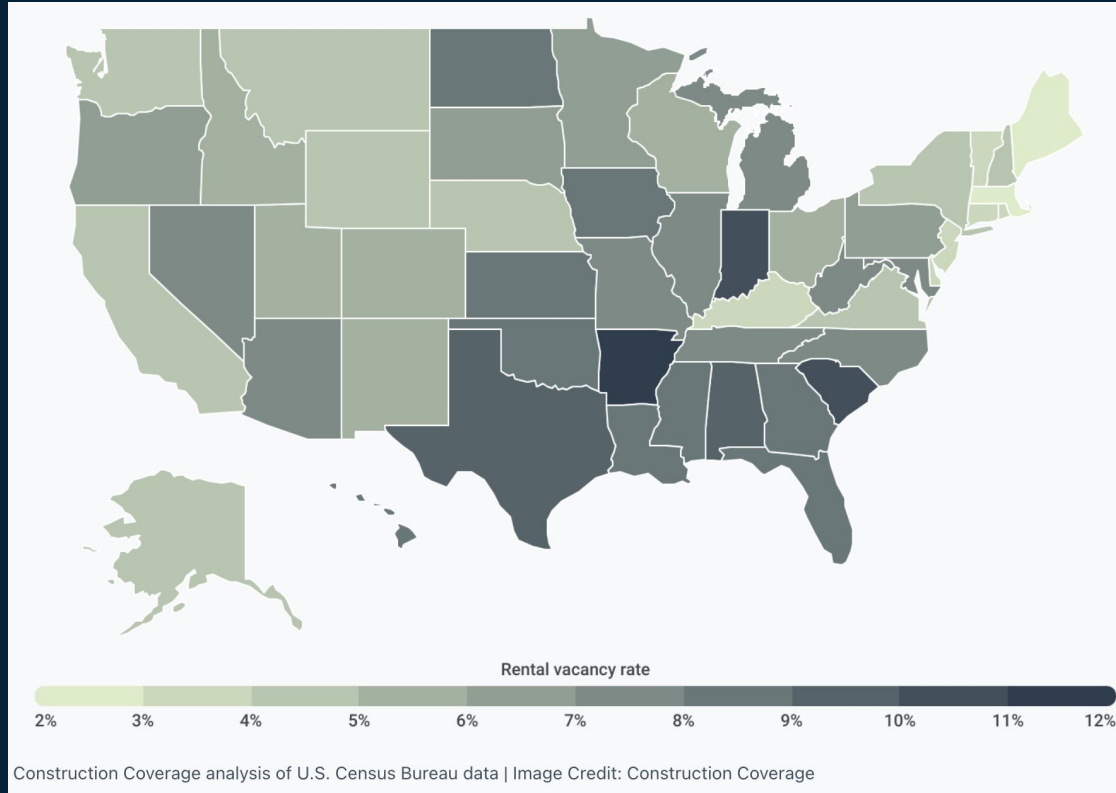 Rental vacancy rate
2% 3% 4% 5% 6% 7% 8% 9% 10% 11% 12%
Construction Coverage analysis of U.S. Census Bureau data | Image Credit: Construction Coverage